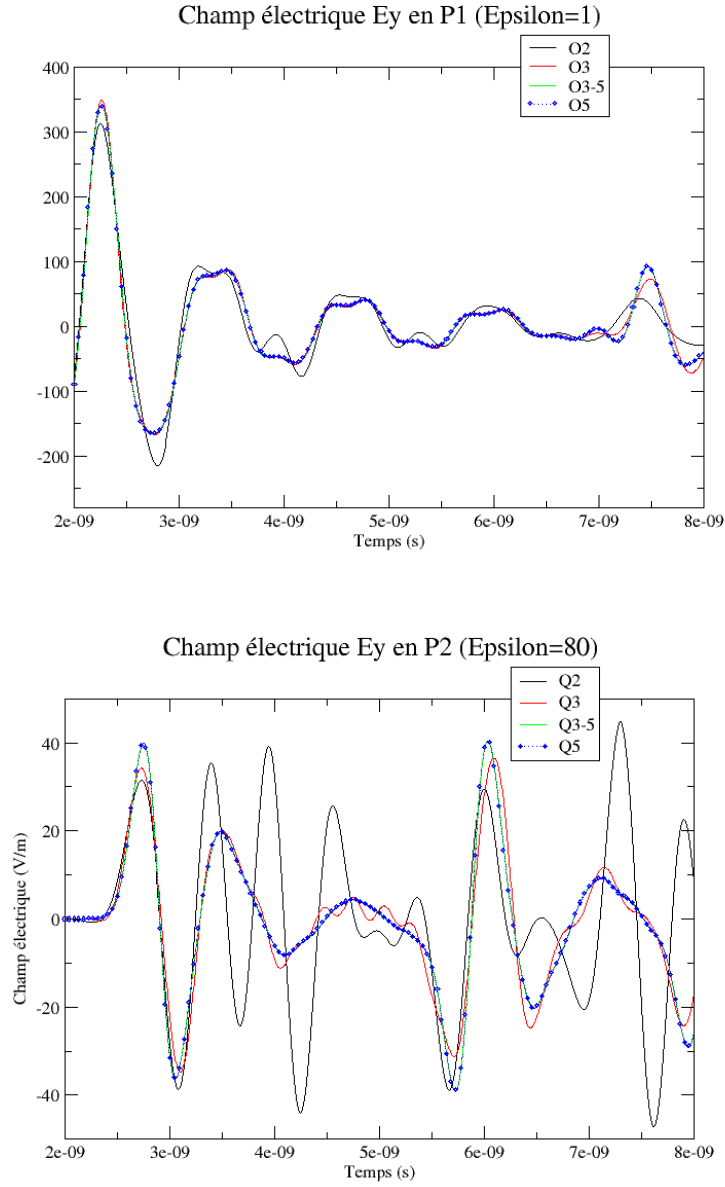 Champ électrique Ey en P1 (Epsilon=1)
O2
O3
O3-5
O5
400
300
200
100
0
-100
-200
2e-09 3e-09 4e-09 5e-09 6e-09 7e-09 8e-09
Temps (s)
Champ électrique Ey en P2 (Epsilon=80)
Q2
Q3
Q3-5
Q5
Champ électrique (V/m)
40
20
0
-20
-40
2e-09 3e-09 4e-09 5e-09 6e-09 7e-09 8e-09
Temps (s)